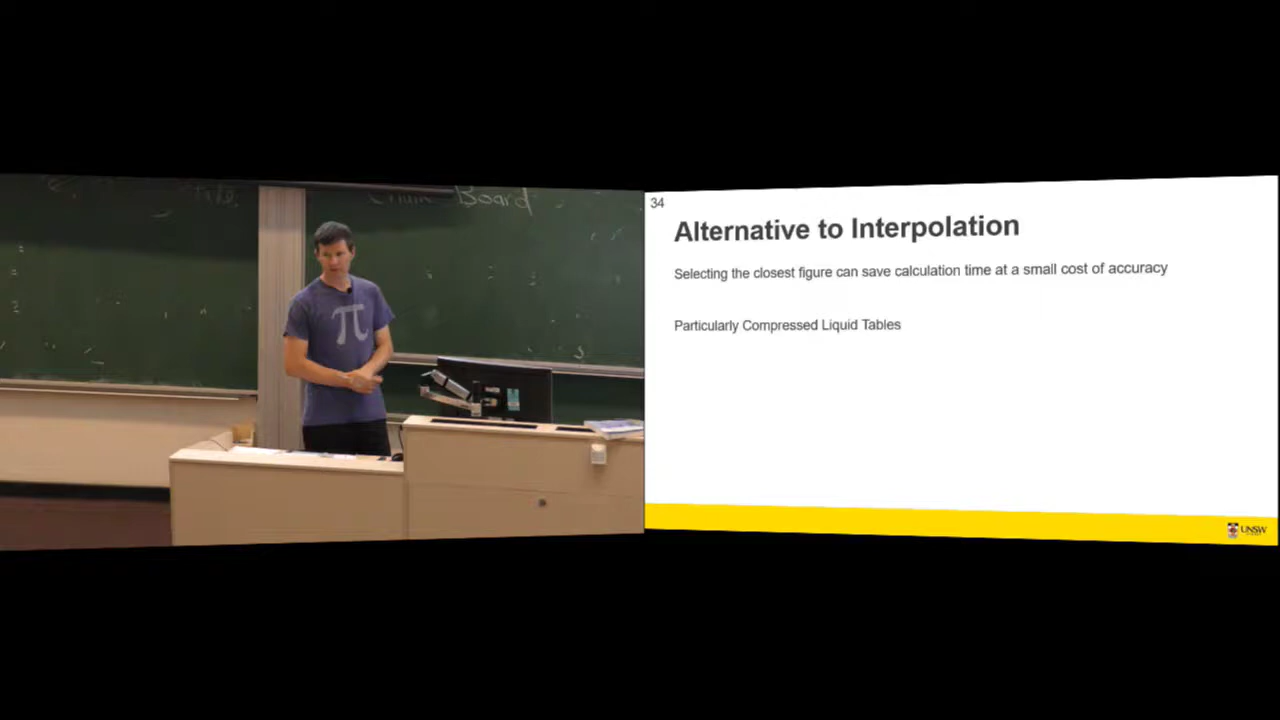 Board
π
34
Alternative to Interpolation
Selecting the closest figure can save calculation time at a small cost of accuracy
Particularly Compressed Liquid Tables
UNSW